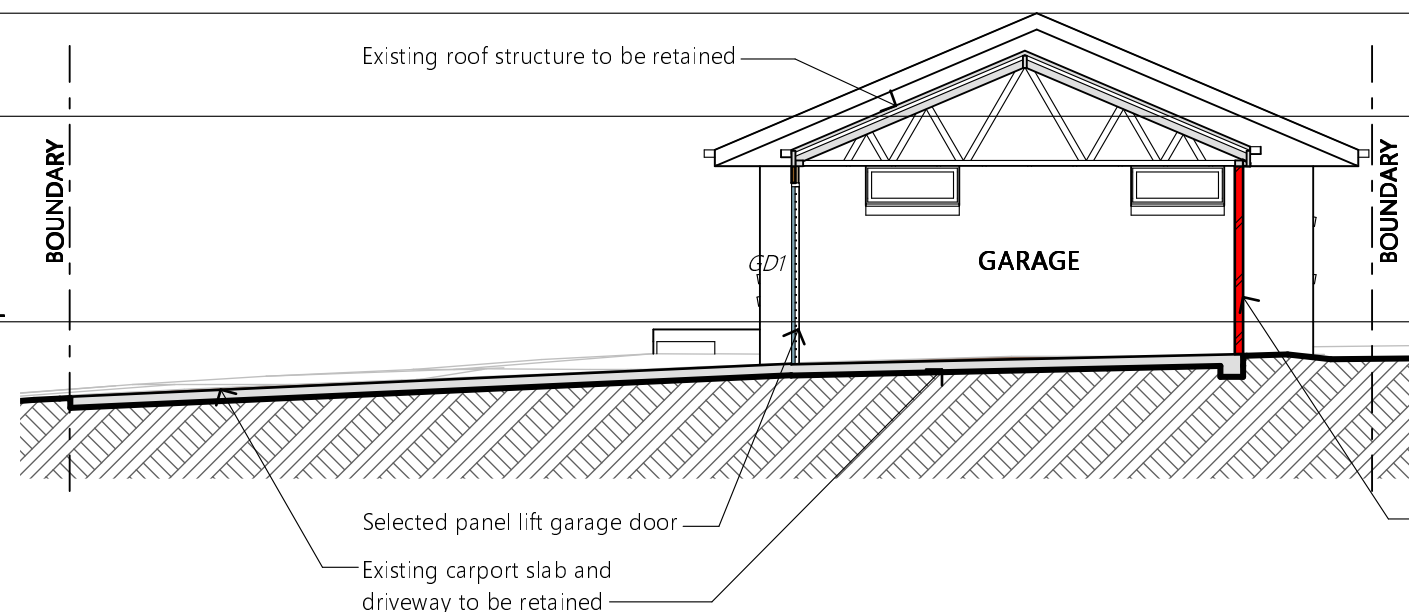 Existing roof structure to be retained
BOUNDARY
BOUNDARY
GD1
GARAGE
Selected panel lift garage door
Existing carport slab and
driveway to be retained